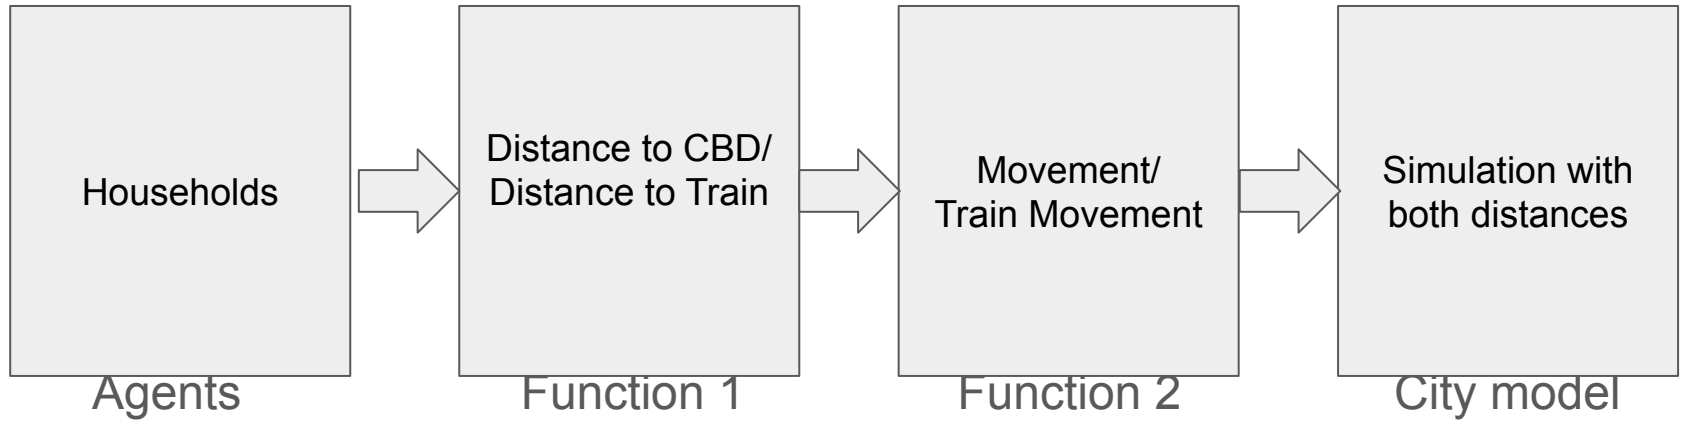 Households
Distance to CBD/
Distance to Train
Movement/
Train Movement
Simulation with
both distances
Agents
Function 1
Function 2
City model